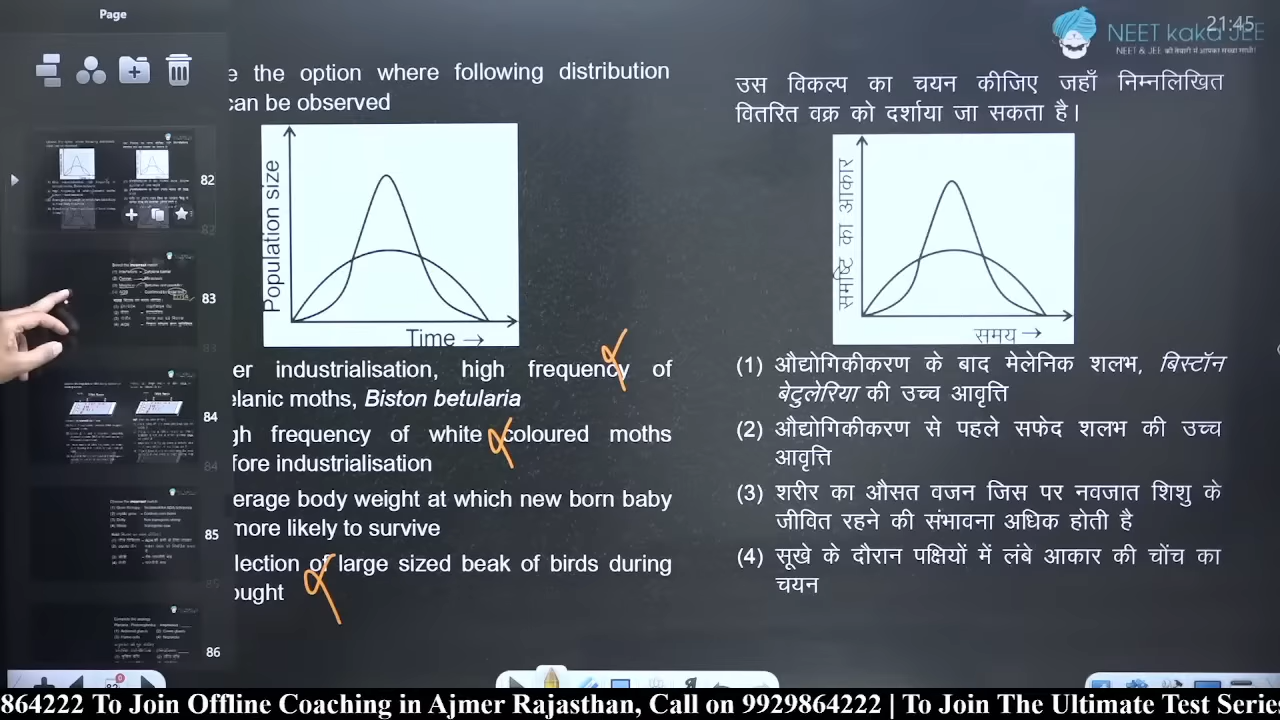 Page
21:45
NEET kaka JEE
e the option where following distribution
can be observed
Population size
Time →
er industrialisation, high frequency of
elanic moths, Biston betularia
gh frequency of white coloured moths
fore industrialisation
erage body weight at which new born baby
more likely to survive
lection of large sized beak of birds during
ought
उस विकल्प का चयन कीजिए जहाँ निम्नलिखित
वितरित वक्र को दर्शाया जा सकता है।
समष्टि का आकार
समय →
(1) औद्योगिकीकरण के बाद मेलेनिक शलभ, बिस्टॉन
बेटुलेरिया की उच्च आवृत्ति
(2) औद्योगिकीकरण से पहले सफेद शलभ की उच्च
आवृत्ति
(3) शरीर का औसत वजन जिस पर नवजात शिशु के
जीवित रहने की संभावना अधिक होती है
(4) सूखे के दौरान पक्षियों में लंबे आकार की चोंच का
चयन
82
83
84
85
86
864222 To Join Offline Coaching in Ajmer Rajasthan, Call on 9929864222 | To Join The Ultimate Test Serie